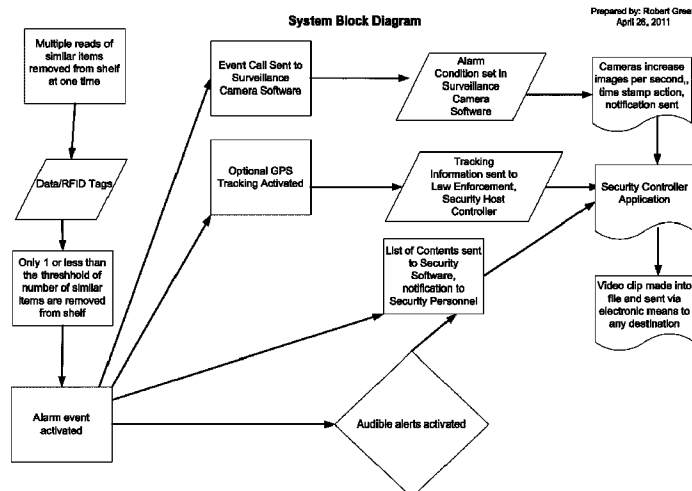 System Block Diagram
Prepared by: Robert Gree
April 26, 2011
Multiple reads of
similar items
removed from shelf
at one time
Event Call Sent to
Surveillance
Camera Software
Alarm
Condition set in
Surveillance
Camera
Software
Cameras increase
images per second,,
time stamp action,
notification sent
Data/RFID Tags
Optional GPS
Tracking Activated
Tracking
Information sent to
Law Enforcement,
Security Host
Controller
Security Controller
Application
Only 1 or less than
the threshhold of
number of similar
items are removed
from shelf
List of Contents sent
to Security
Software,
notification to
Security Personnel
Video clip made into
file and sent via
electronic means to
any destination
Alarm event
activated
Audible alerts activated